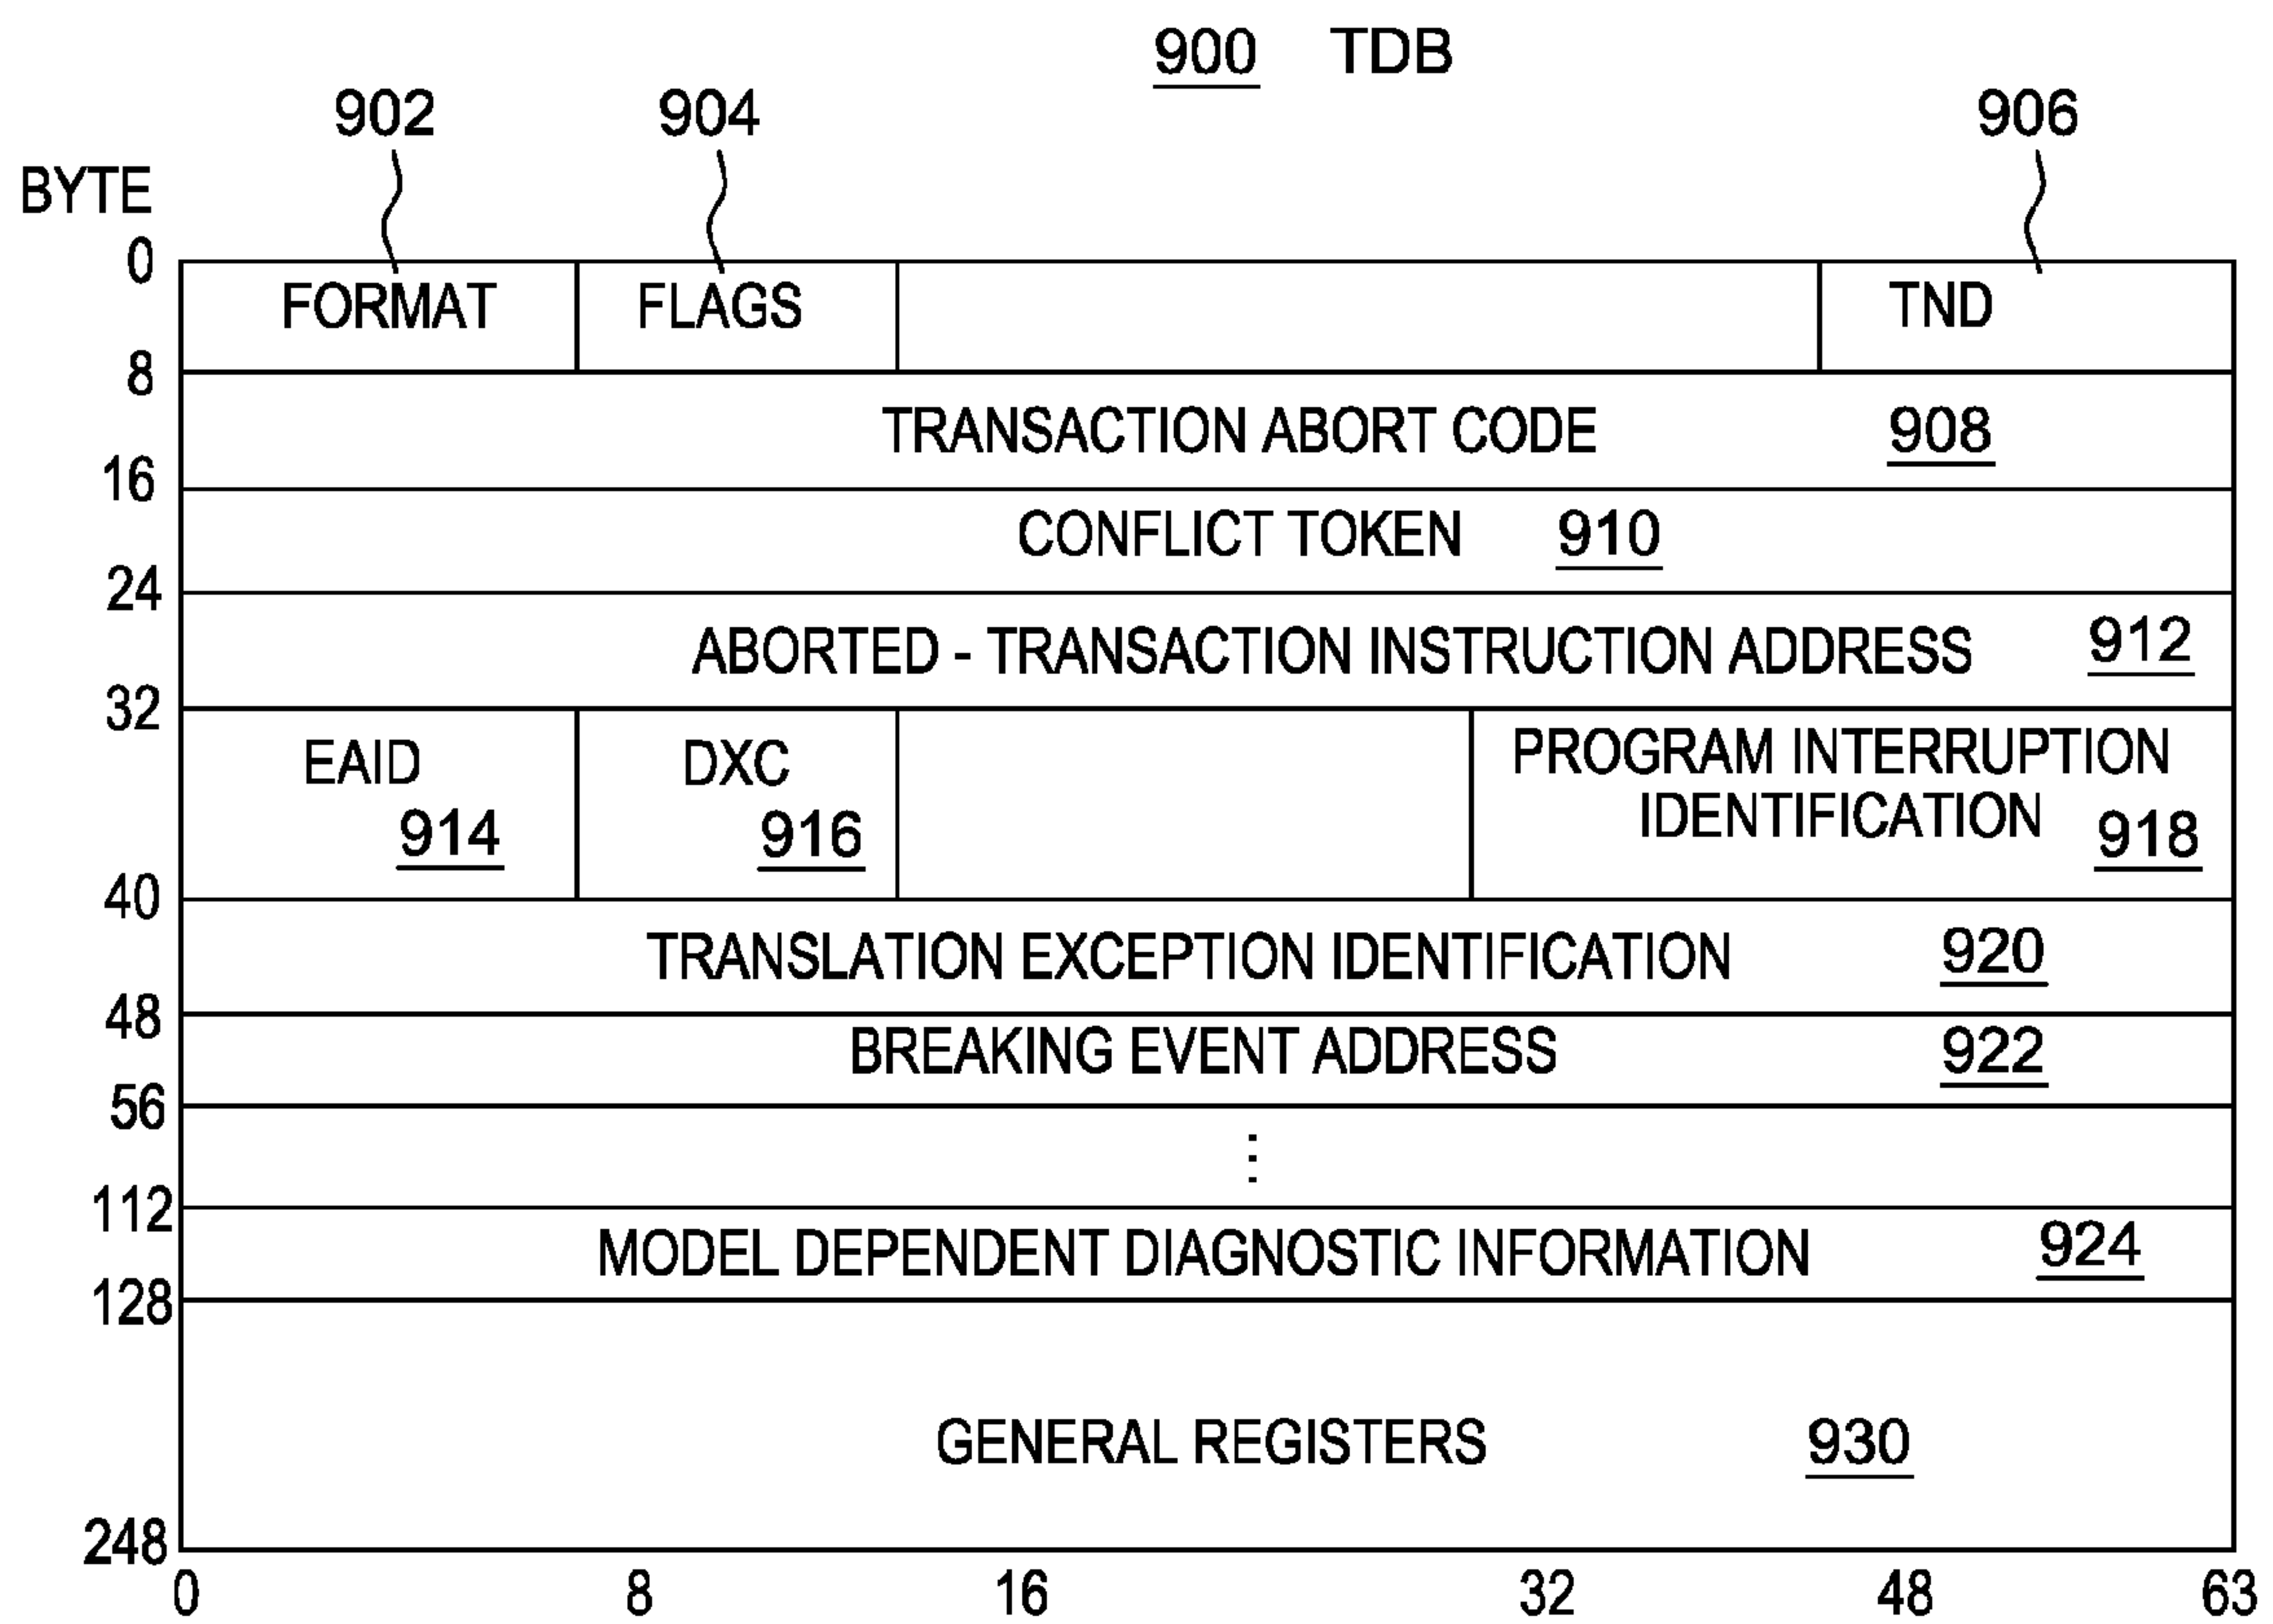 900 TDB
902 904 906
BYTE
0
FORMAT FLAGS TND
8
TRANSACTION ABORT CODE 908
16
CONFLICT TOKEN 910
24
ABORTED - TRANSACTION INSTRUCTION ADDRESS 912
32
EAID DXC PROGRAM INTERRUPTION
IDENTIFICATION
914 916 918
40
TRANSLATION EXCEPTION IDENTIFICATION 920
48
BREAKING EVENT ADDRESS 922
56
⋮
112
MODEL DEPENDENT DIAGNOSTIC INFORMATION 924
128
GENERAL REGISTERS 930
248
0 8 16 32 48 63